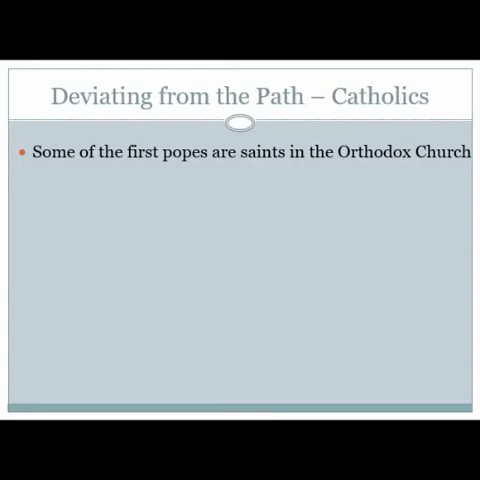 Deviating from the Path – Catholics
• Some of the first popes are saints in the Orthodox Church